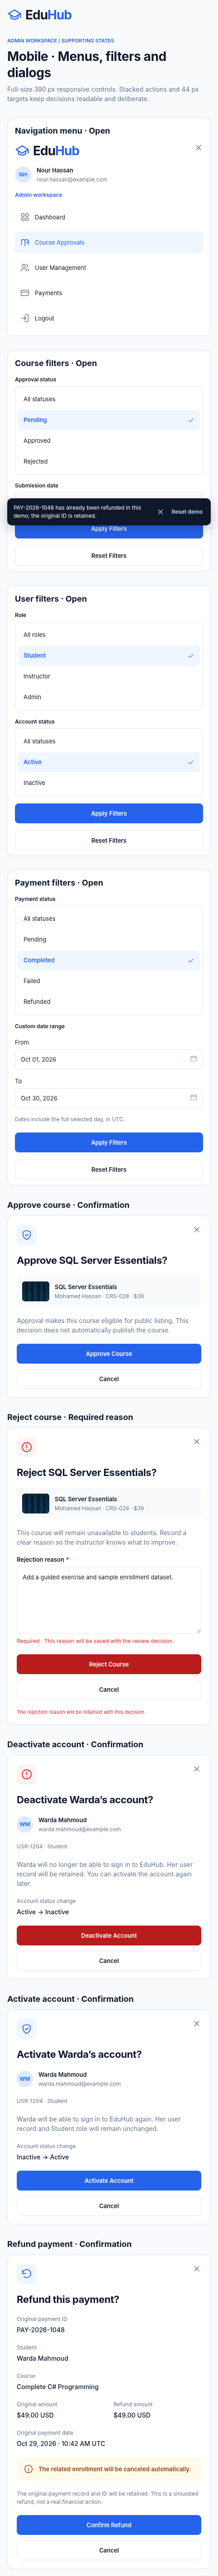 EduHub
ADMIN WORKSPACE / SUPPORTING STATES
Mobile · Menus, filters and
dialogs
Full-size 390 px responsive controls. Stacked actions and 44 px
targets keep decisions readable and deliberate.
Navigation menu · Open
EduHub
NH
Nour Hassan
nour.hassan@example.com
Admin workspace
Dashboard
Course Approvals
User Management
Payments
Logout
Course filters · Open
Approval status
All statuses
Pending
Approved
Rejected
Submission date
PAY-2026-1048 has already been refunded in this
demo; the original ID is retained.
Reset demo
Apply Filters
Reset Filters
User filters · Open
Role
All roles
Student
Instructor
Admin
Account status
All statuses
Active
Inactive
Apply Filters
Reset Filters
Payment filters · Open
Payment status
All statuses
Pending
Completed
Failed
Refunded
Custom date range
From
Oct 01, 2026
To
Oct 30, 2026
Dates include the full selected day, in UTC.
Apply Filters
Reset Filters
Approve course · Confirmation
Approve SQL Server Essentials?
SQL Server Essentials
Mohamed Hassan · CRS-028 · $39
Approval makes this course eligible for public listing. This
decision does not automatically publish the course.
Approve Course
Cancel
Reject course · Required reason
Reject SQL Server Essentials?
SQL Server Essentials
Mohamed Hassan · CRS-028 · $39
This course will remain unavailable to students. Record a
clear reason so the instructor knows what to improve.
Rejection reason *
Add a guided exercise and sample enrollment dataset.
Required · This reason will be saved with the review decision.
Reject Course
Cancel
The rejection reason will be retained with this decision.
Deactivate account · Confirmation
Deactivate Warda's account?
WM
Warda Mahmoud
warda.mahmoud@example.com
USR-1204 · Student
Warda will no longer be able to sign in to EduHub. Her user
record will be retained. You can activate the account again
later.
Account status change
Active → Inactive
Deactivate Account
Cancel
Activate account · Confirmation
Activate Warda's account?
WM
Warda Mahmoud
warda.mahmoud@example.com
USR-1204 · Student
Warda will be able to sign in to EduHub again. Her user
record and Student role will remain unchanged.
Account status change
Inactive → Active
Activate Account
Cancel
Refund payment · Confirmation
Refund this payment?
Original payment ID
PAY-2026-1048
Student
Warda Mahmoud
Course
Complete C# Programming
Original amount
Refund amount
$49.00 USD
$49.00 USD
Original payment date
Oct 29, 2026 · 10:42 AM UTC
The related enrollment will be canceled automatically.
The original payment record and ID will be retained. This is a simulated
refund, not a real financial action.
Confirm Refund
Cancel